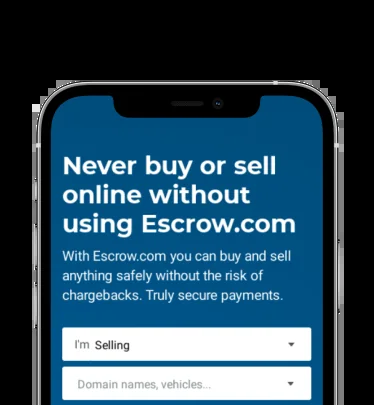 Never buy or sell
online without
using Escrow.com
With Escrow.com you can buy and sell
anything safely without the risk of
chargebacks. Truly secure payments.
I'm Selling
Domain names, vehicles...